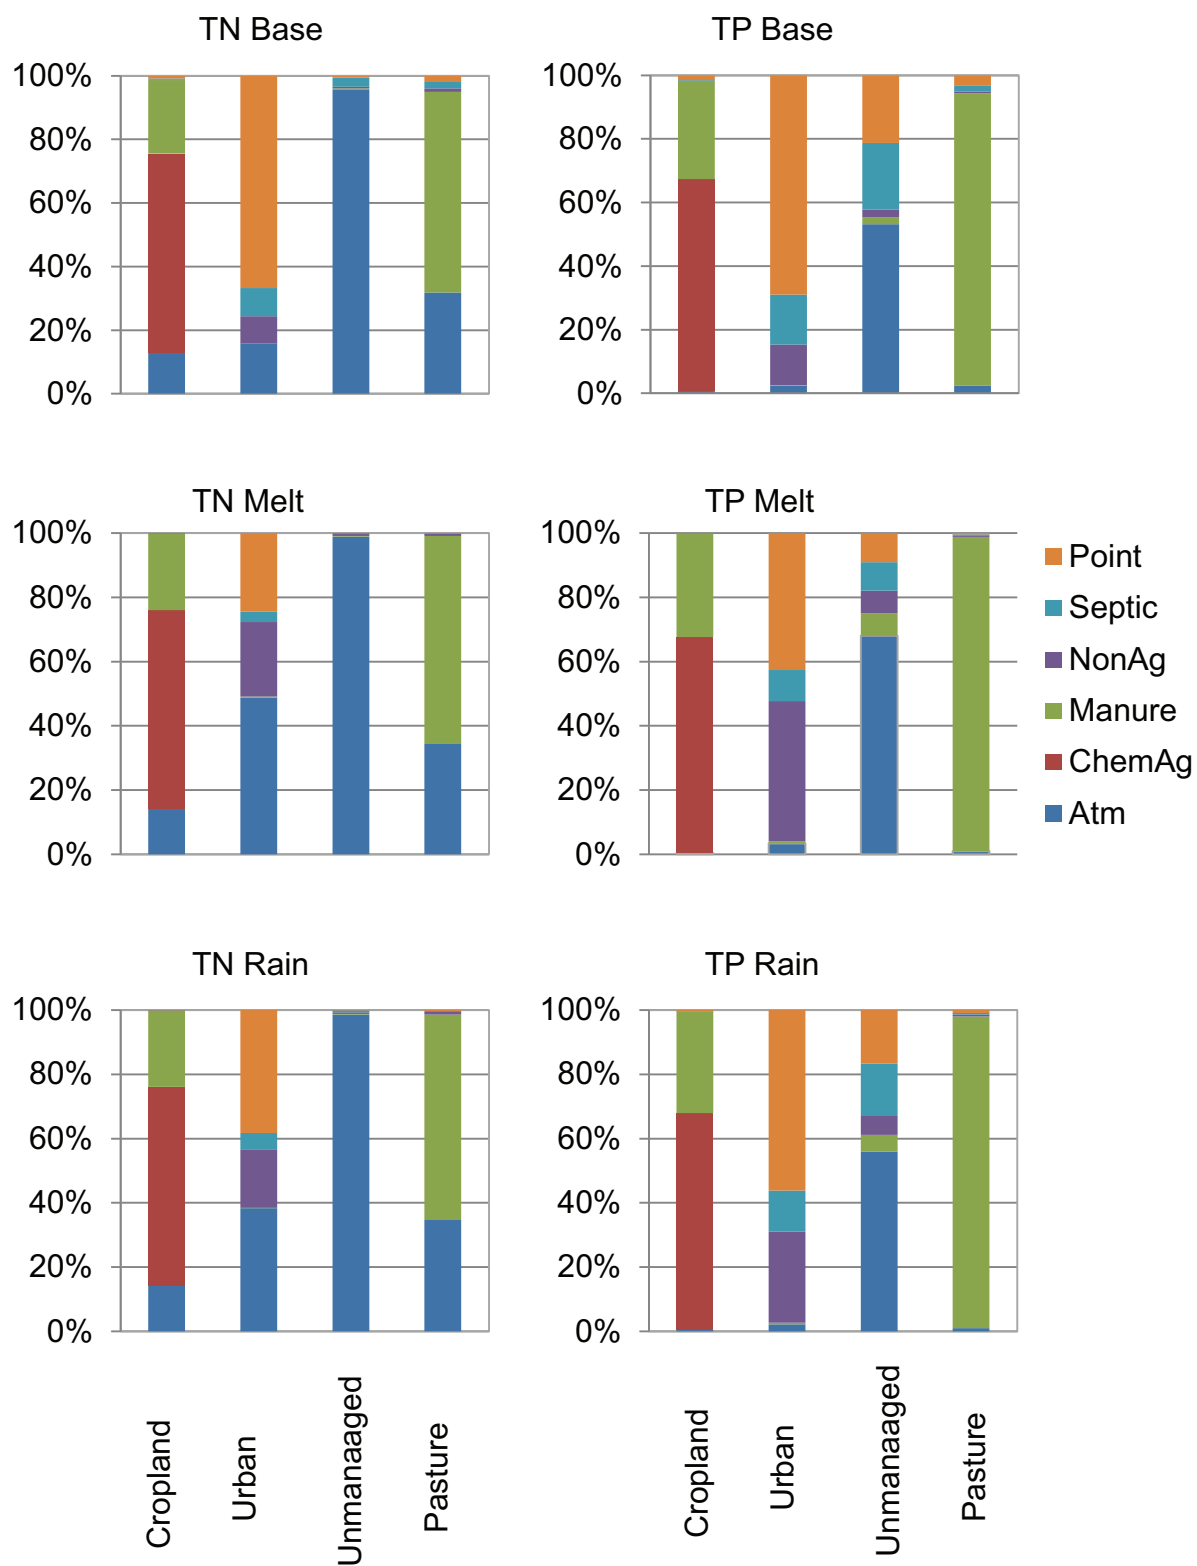 TN Base
100%
80%
60%
40%
20%
0%
TP Base
100%
80%
60%
40%
20%
0%
TN Melt
100%
80%
60%
40%
20%
0%
TP Melt
100%
80%
60%
40%
20%
0%
Point
Septic
NonAg
Manure
ChemAg
Atm
TN Rain
100%
80%
60%
40%
20%
0%
Cropland
Urban
Unmanaaged
Pasture
TP Rain
100%
80%
60%
40%
20%
0%
Cropland
Urban
Unmanaaged
Pasture